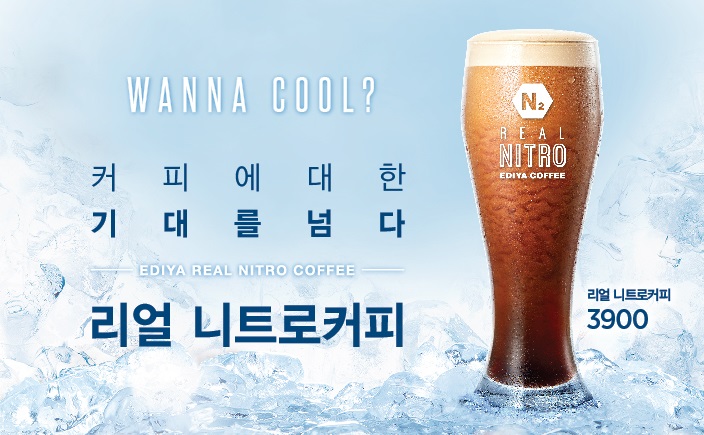 WANNA COOL?
커피에대한
기대를넘다
EDIYA REAL NITRO COFFEE
리얼 니트로커피
N2
REAL
NITRO
EDIYA COFFEE
리얼 니트로커피
3900